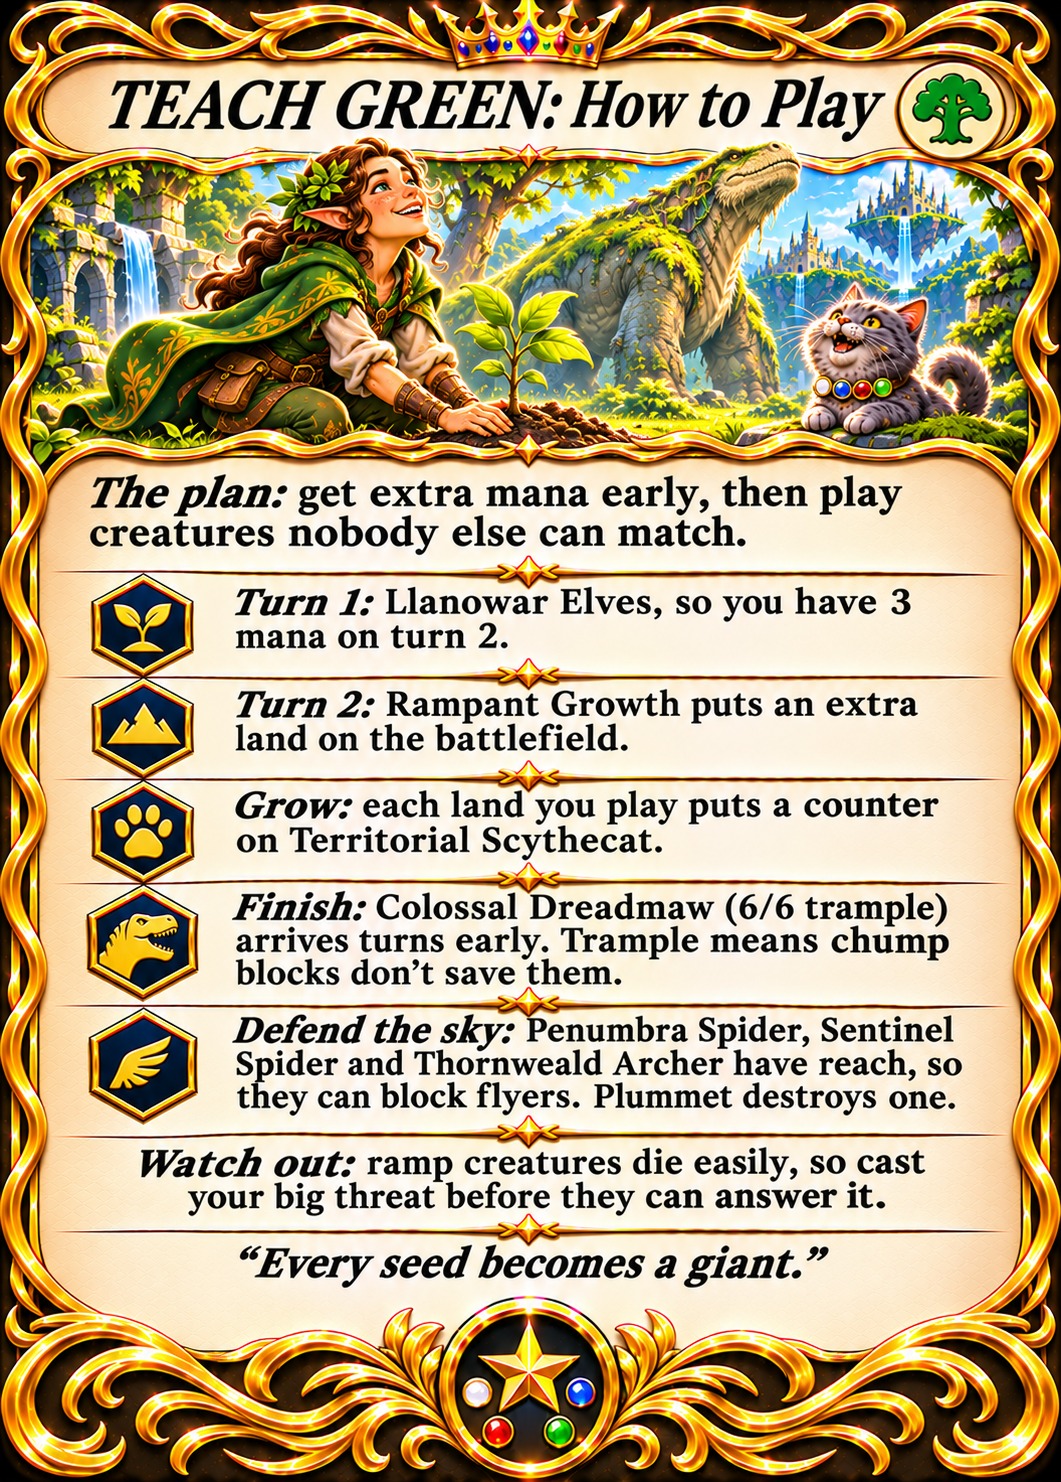 TEACH GREEN: How to Play
The plan: get extra mana early, then play
creatures nobody else can match.
Turn 1: Llanowar Elves, so you have 3
mana on turn 2.
Turn 2: Rampant Growth puts an extra
land on the battlefield.
Grow: each land you play puts a counter
on Territorial Scythecat.
Finish: Colossal Dreadmaw (6/6 trample)
arrives turns early. Trample means chump
blocks don’t save them.
Defend the sky: Penumbra Spider, Sentinel
Spider and Thornweald Archer have reach, so
they can block flyers. Plummet destroys one.
Watch out: ramp creatures die easily, so cast
your big threat before they can answer it.
“Every seed becomes a giant.”